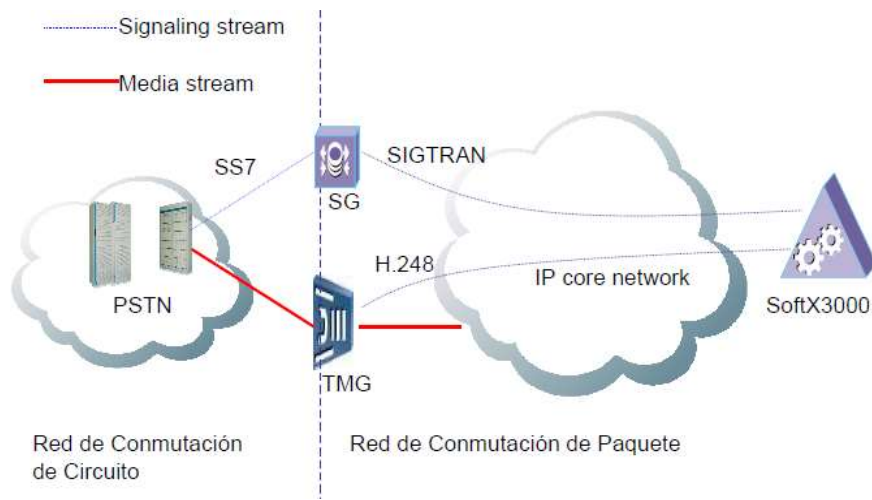 Signaling stream
Media stream
SS7
SIGTRAN
SG
H.248
IP core network
PSTN
SoftX3000
TMG
Red de Conmutación
de Circuito
Red de Conmutación de Paquete